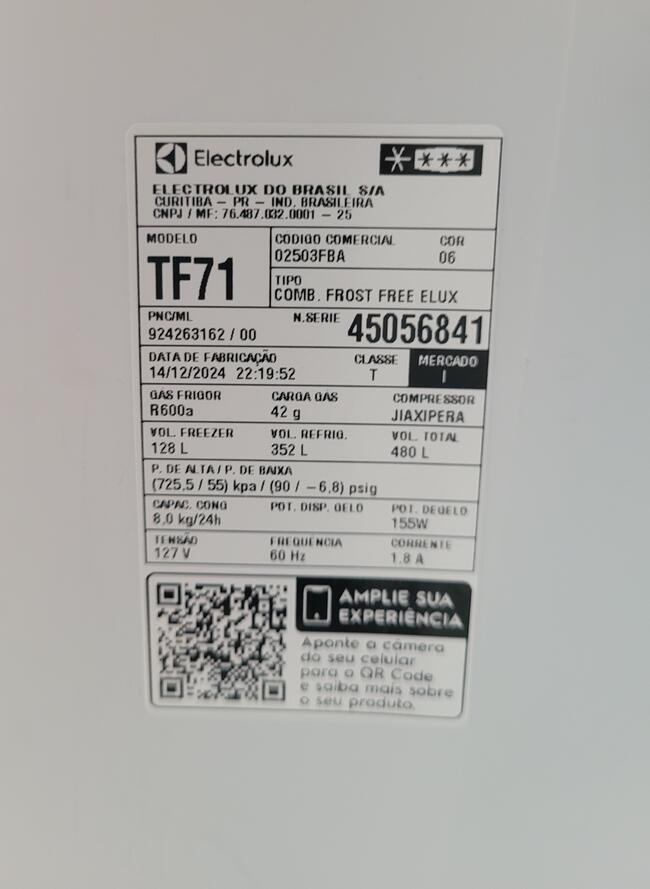 Electrolux
ELECTROLUX DO BRASIL S/A
CURITIBA – PR – IND. BRASILEIRA
CNPJ / MF: 76.487.032.0001 – 25
MODELO
TF71
CÓDIGO COMERCIAL COR
02503FBA 06
TIPO
COMB. FROST FREE ELUX
PNC/ML N.SERIE
924263162 / 00 45056841
DATA DE FABRICAÇÃO CLASSE MERCADO
14/12/2024 22:19:52 T I
GÁS FRIGOR CARGA GÁS COMPRESSOR
R600a 42 g JIAXIPERA
VOL. FREEZER VOL. REFRIG. VOL. TOTAL
128 L 352 L 480 L
P. DE ALTA / P. DE BAIXA
(725,5 / 55) kpa / (90 / –6,8) psig
CAPAC. CONG POT. DISP. GELO POT. DEGELO
8,0 kg/24h 155W
TENSÃO FREQUENCIA CORRENTE
127 V 60 Hz 1.8 A
AMPLIE SUA
EXPERIÊNCIA
Aponte a câmera
do seu celular
para o QR Code
e saiba mais sobre
o seu produto.